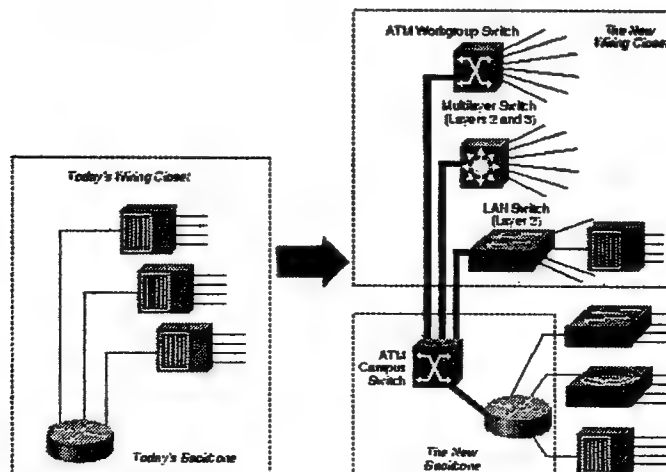 ATM Workgroup Switch
The New
Wiring Closet
Multilayer Switch
(Layers 2 and 3)
Today's Wiring Closet
LAN Switch
(Layer 2)
ATM
Campus
Switch
Today's Backbone
The New
Backbone